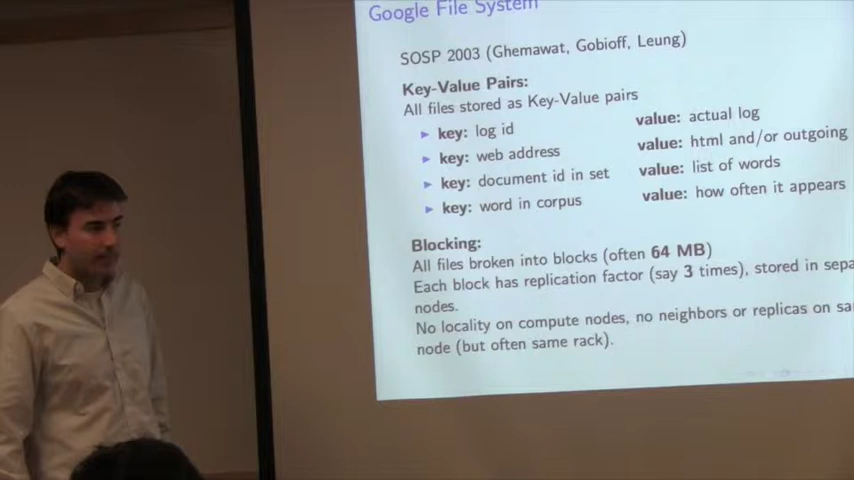 Google File System
SOSP 2003 (Ghemawat, Gobioff, Leung)
Key-Value Pairs:
All files stored as Key-Value pairs
▶ key: log id value: actual log
▶ key: web address value: html and/or outgoing
▶ key: document id in set value: list of words
▶ key: word in corpus value: how often it appears
Blocking:
All files broken into blocks (often 64 MB)
Each block has replication factor (say 3 times), stored in
nodes.
No locality on compute nodes, no neighbors or replicas on
node (but often same rack).